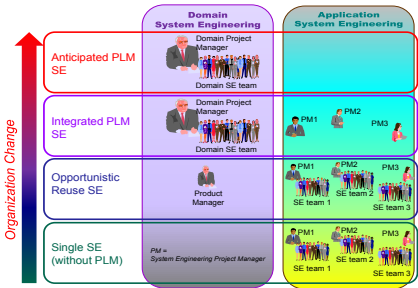 Domain
System Engineering
Application
System Engineering
Organization Change
Anticipated PLM
SE
Domain Project
Manager
Domain SE team
Integrated PLM
SE
Domain Project
Manager
Domain SE team
PM1
PM2
PM3
Opportunistic
Reuse SE
Product
Manager
PM1
PM2
PM3
SE team 1
SE team 2
SE team 3
Single SE
(without PLM)
PM =
System Engineering Project Manager
PM1
PM2
PM3
SE team 1
SE team 2
SE team 3